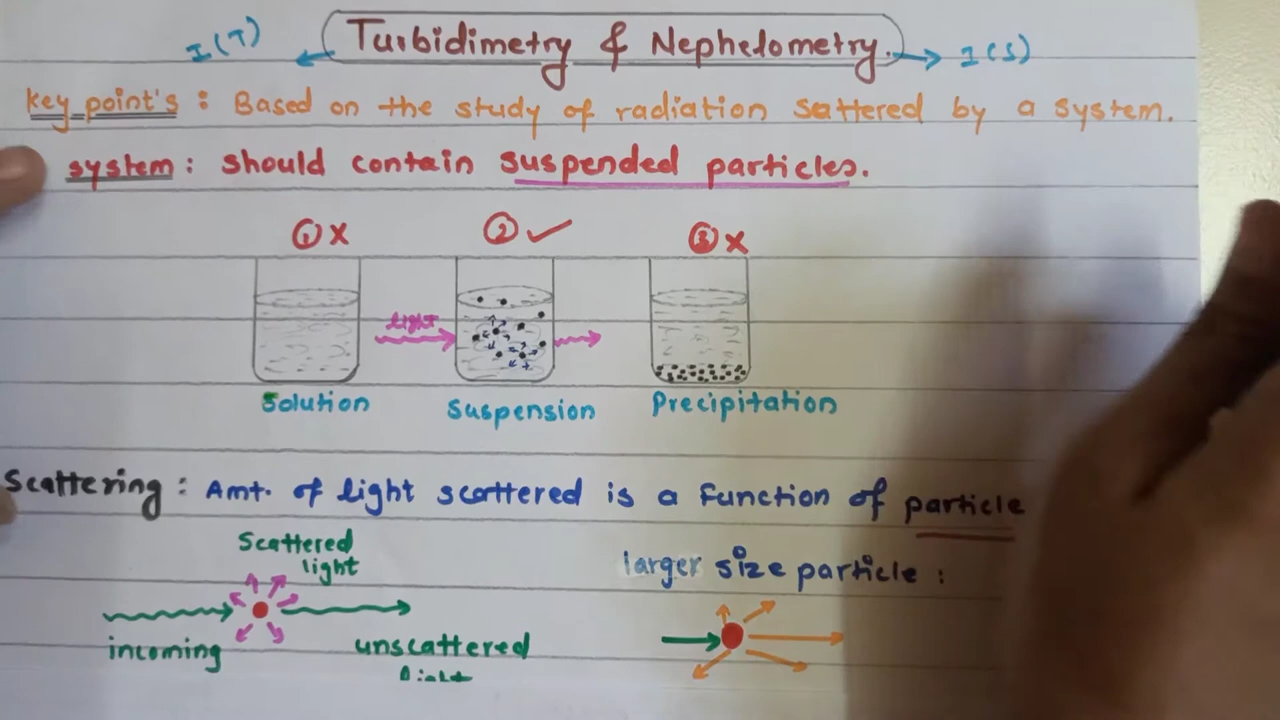 I(T) Turbidimetry & Nephelometry. I(S)
key point's : Based on the study of radiation sattered by a system.
system : should contain suspended particles.
① X ② ✓ ③ X
light
Solution Suspension Precipitation
Scattering : Amt. of light scattered is a function of particle
Scattered
light
larger size particle :
incoming unscattered
light